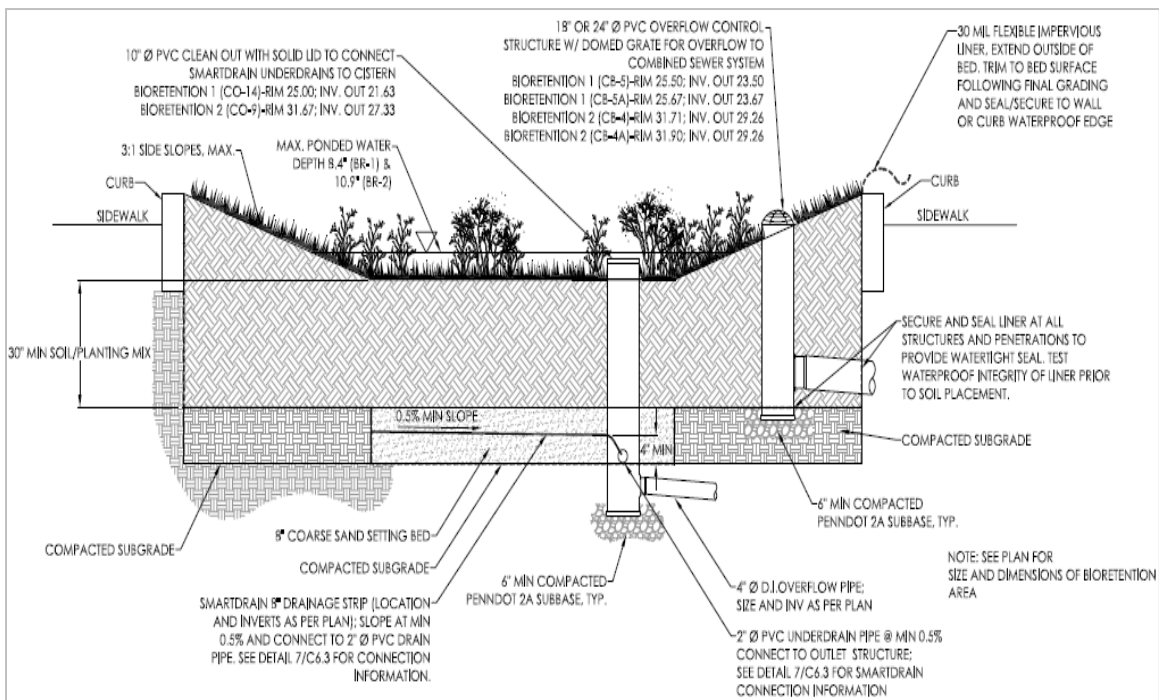 10" Ø PVC CLEAN OUT WITH SOLID LID TO CONNECT
SMARTDRAIN UNDERDRAINS TO CISTERN
BIORETENTION 1 (CO-14)-RIM 25.00; INV. OUT 21.63
BIORETENTION 2 (CO-9)-RIM 31.67; INV. OUT 27.33
18" OR 24" Ø PVC OVERFLOW CONTROL
STRUCTURE W/ DOMED GRATE FOR OVERFLOW TO
COMBINED SEWER SYSTEM
BIORETENTION 1 (CB-5)-RIM 25.50; INV. OUT 23.50
BIORETENTION 1 (CB-5A)-RIM 25.67; INV. OUT 23.67
BIORETENTION 2 (CB-4)-RIM 31.71; INV. OUT 29.26
BIORETENTION 2 (CB-4A)-RIM 31.90; INV. OUT 29.26
30 MIL FLEXIBLE IMPERVIOUS
LINER, EXTEND OUTSIDE OF
BED. TRIM TO BED SURFACE
FOLLOWING FINAL GRADING
AND SEAL/SECURE TO WALL
OR CURB WATERPROOF EDGE
3:1 SIDE SLOPES, MAX.
MAX. PONDED WATER
DEPTH 8.4" (BR-1) &
10.9" (BR-2)
CURB
SIDEWALK
CURB
SIDEWALK
30" MIN SOIL/PLANTING MIX
SECURE AND SEAL LINER AT ALL
STRUCTURES AND PENETRATIONS TO
PROVIDE WATERTIGHT SEAL. TEST
WATERPROOF INTEGRITY OF LINER PRIOR
TO SOIL PLACEMENT.
0.5% MIN SLOPE
4" MIN
COMPACTED SUBGRADE
6" MIN COMPACTED
PENNDOT 2A SUBBASE, TYP.
COMPACTED SUBGRADE
8" COARSE SAND SETTING BED
COMPACTED SUBGRADE
6" MIN COMPACTED
PENNDOT 2A SUBBASE, TYP.
NOTE: SEE PLAN FOR
SIZE AND DIMENSIONS OF BIORETENTION
AREA
SMARTDRAIN 8" DRAINAGE STRIP (LOCATION
AND INVERTS AS PER PLAN); SLOPE AT MIN
0.5% AND CONNECT TO 2" Ø PVC DRAIN
PIPE. SEE DETAIL 7/C6.3 FOR CONNECTION
INFORMATION.
4" Ø D.I.OVERFLOW PIPE;
SIZE AND INV AS PER PLAN
2" Ø PVC UNDERDRAIN PIPE @ MIN 0.5%
CONNECT TO OUTLET STRUCTURE;
SEE DETAIL 7/C6.3 FOR SMARTDRAIN
CONNECTION INFORMATION